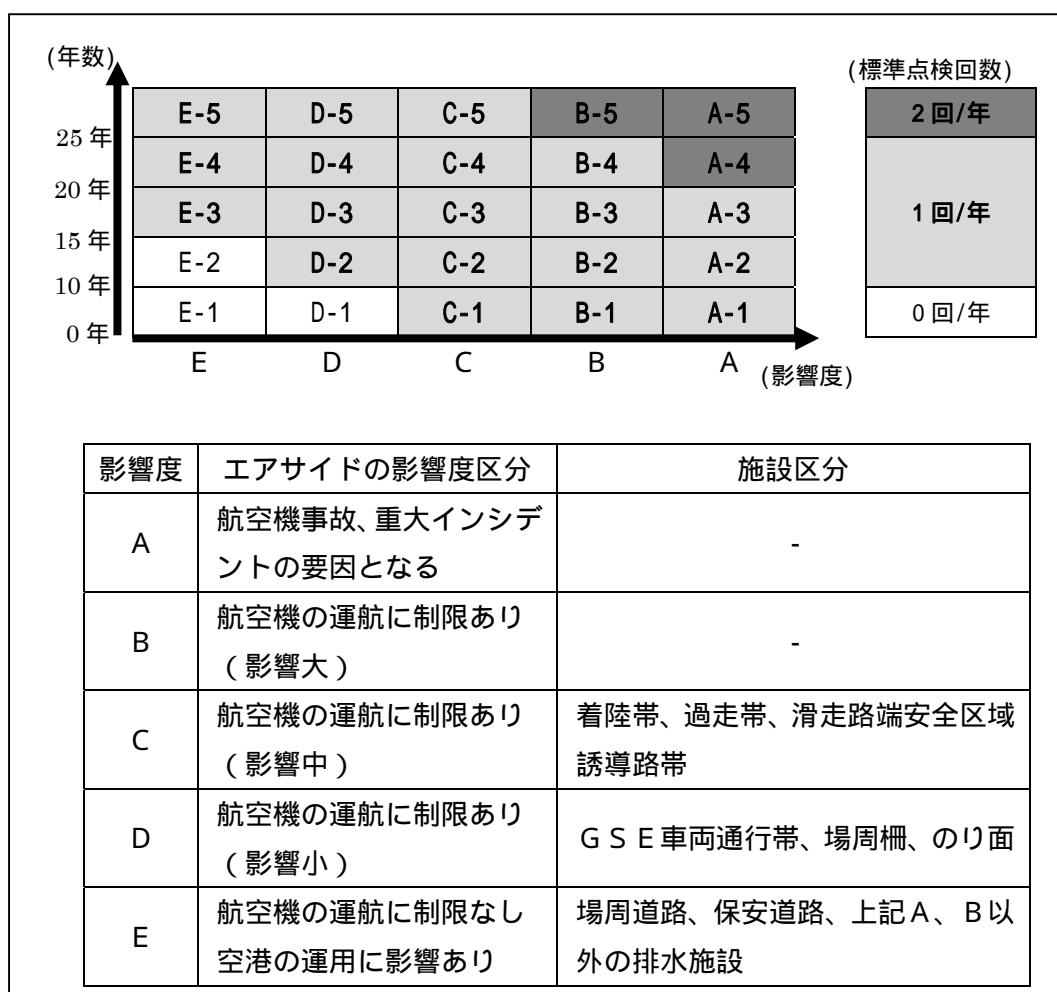 (年数)
(標準点検回数)
E-5 D-5 C-5 B-5 A-5 2回/年
25年
E-4 D-4 C-4 B-4 A-4
20年
E-3 D-3 C-3 B-3 A-3 1回/年
15年
E-2 D-2 C-2 B-2 A-2
10年
E-1 D-1 C-1 B-1 A-1 0回/年
0年
E D C B A (影響度)
影響度 エアサイドの影響度区分 施設区分
A 航空機事故、重大インシデ
ントの要因となる
-
B 航空機の運航に制限あり
(影響大)
-
C 航空機の運航に制限あり
(影響中)
着陸帯、過走帯、滑走路端安全区域
誘導路帯
D 航空機の運航に制限あり
(影響小)
GSE車両通行帯、場周柵、のり面
E 航空機の運航に制限なし
空港の運用に影響あり
場周道路、保安道路、上記A、B以
外の排水施設